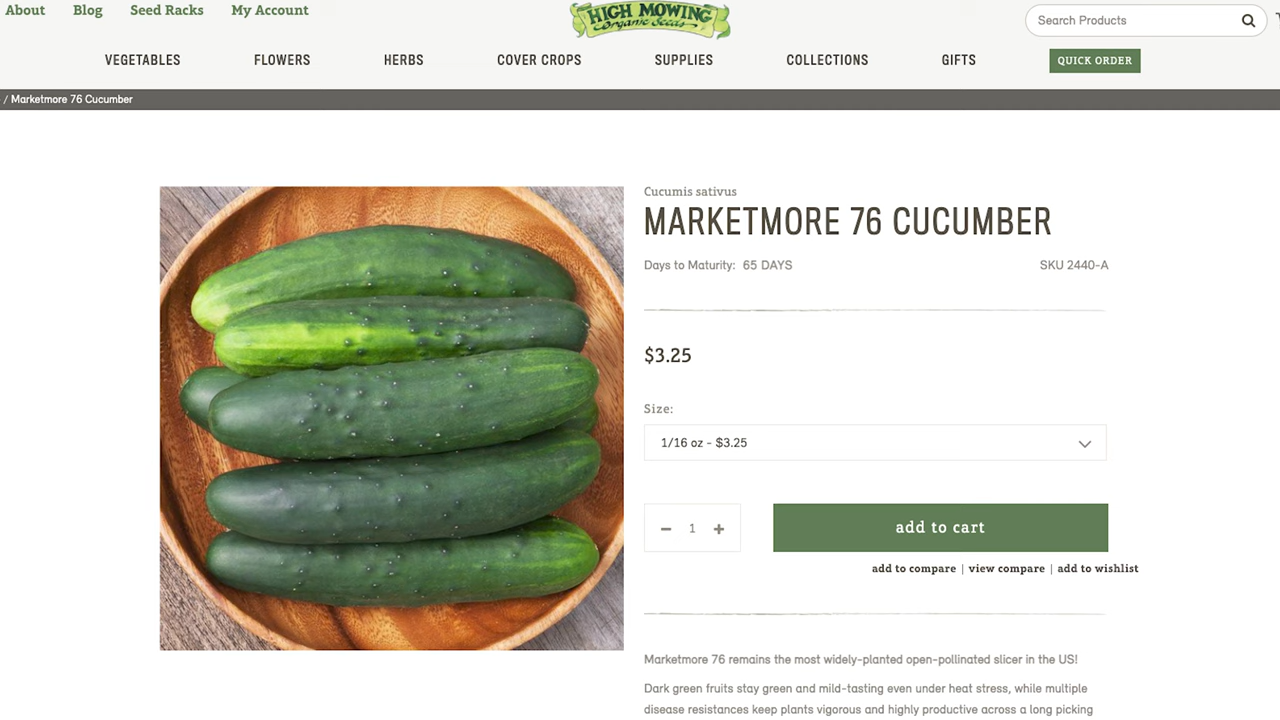 About Blog Seed Racks My Account
HIGH MOWING
Organic Seeds
Search Products
VEGETABLES FLOWERS HERBS COVER CROPS SUPPLIES COLLECTIONS GIFTS QUICK ORDER
/ Marketmore 76 Cucumber
Cucumis sativus
MARKETMORE 76 CUCUMBER
Days to Maturity: 65 DAYS SKU 2440-A
$3.25
Size:
1/16 oz - $3.25
1 add to cart
add to compare | view compare | add to wishlist
Marketmore 76 remains the most widely-planted open-pollinated slicer in the US!
Dark green fruits stay green and mild-tasting even under heat stress, while multiple
disease resistances keep plants vigorous and highly productive across a long picking